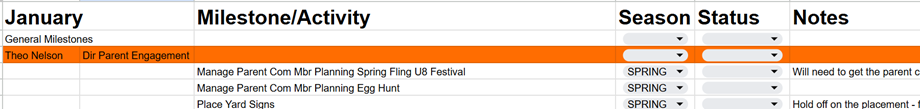 January Milestone/Activity Season Status Notes
General Milestones
Theo Nelson Dir Parent Engagement
Manage Parent Com Mbr Planning Spring Fling U8 Festival SPRING Will need to get the parent c
Manage Parent Com Mbr Planning Egg Hunt SPRING
Place Yard Signs SPRING Hold off on the placement -